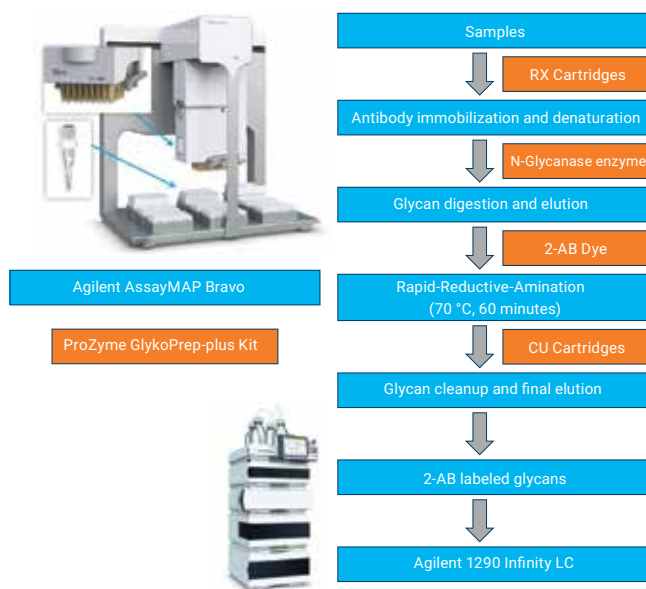 Samples
RX Cartridges
Antibody immobilization and denaturation
N-Glycanase enzyme
Glycan digestion and elution
2-AB Dye
Agilent AssayMAP Bravo
Rapid-Reductive-Amination
(70 °C, 60 minutes)
ProZyme GlykoPrep-plus Kit
CU Cartridges
Glycan cleanup and final elution
2-AB labeled glycans
Agilent 1290 Infinity LC